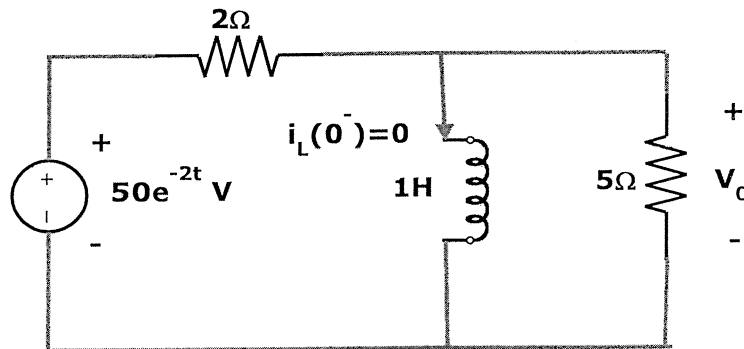 2Ω
i_L(0^-)=0
+
+
+
50e^{-2t} V
1H
5Ω
V_0
-
-
-